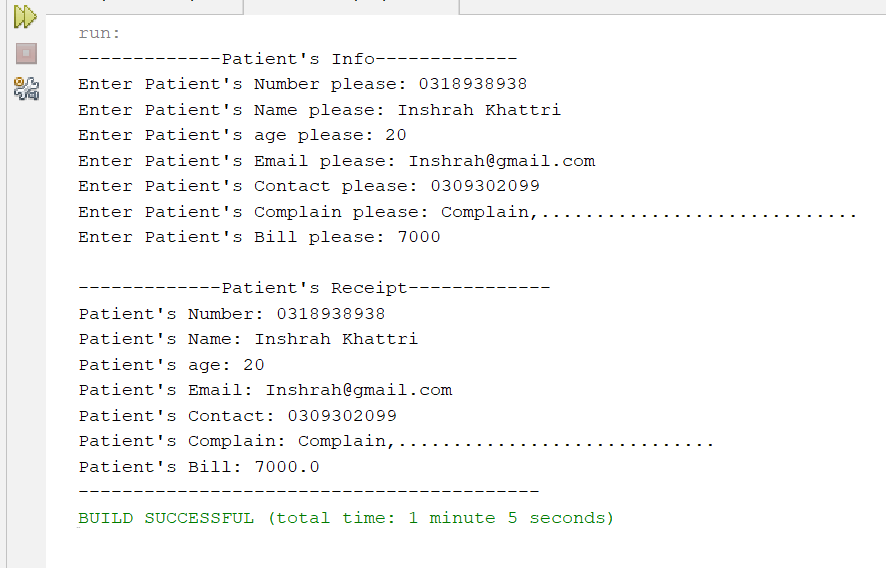 run:
-------------Patient's Info-------------
Enter Patient's Number please: 0318938938
Enter Patient's Name please: Inshrah Khattri
Enter Patient's age please: 20
Enter Patient's Email please: Inshrah@gmail.com
Enter Patient's Contact please: 0309302099
Enter Patient's Complain please: Complain,.............................
Enter Patient's Bill please: 7000
-------------Patient's Receipt-------------
Patient's Number: 0318938938
Patient's Name: Inshrah Khattri
Patient's age: 20
Patient's Email: Inshrah@gmail.com
Patient's Contact: 0309302099
Patient's Complain: Complain,.............................
Patient's Bill: 7000.0
------------------------------------------
BUILD SUCCESSFUL (total time: 1 minute 5 seconds)